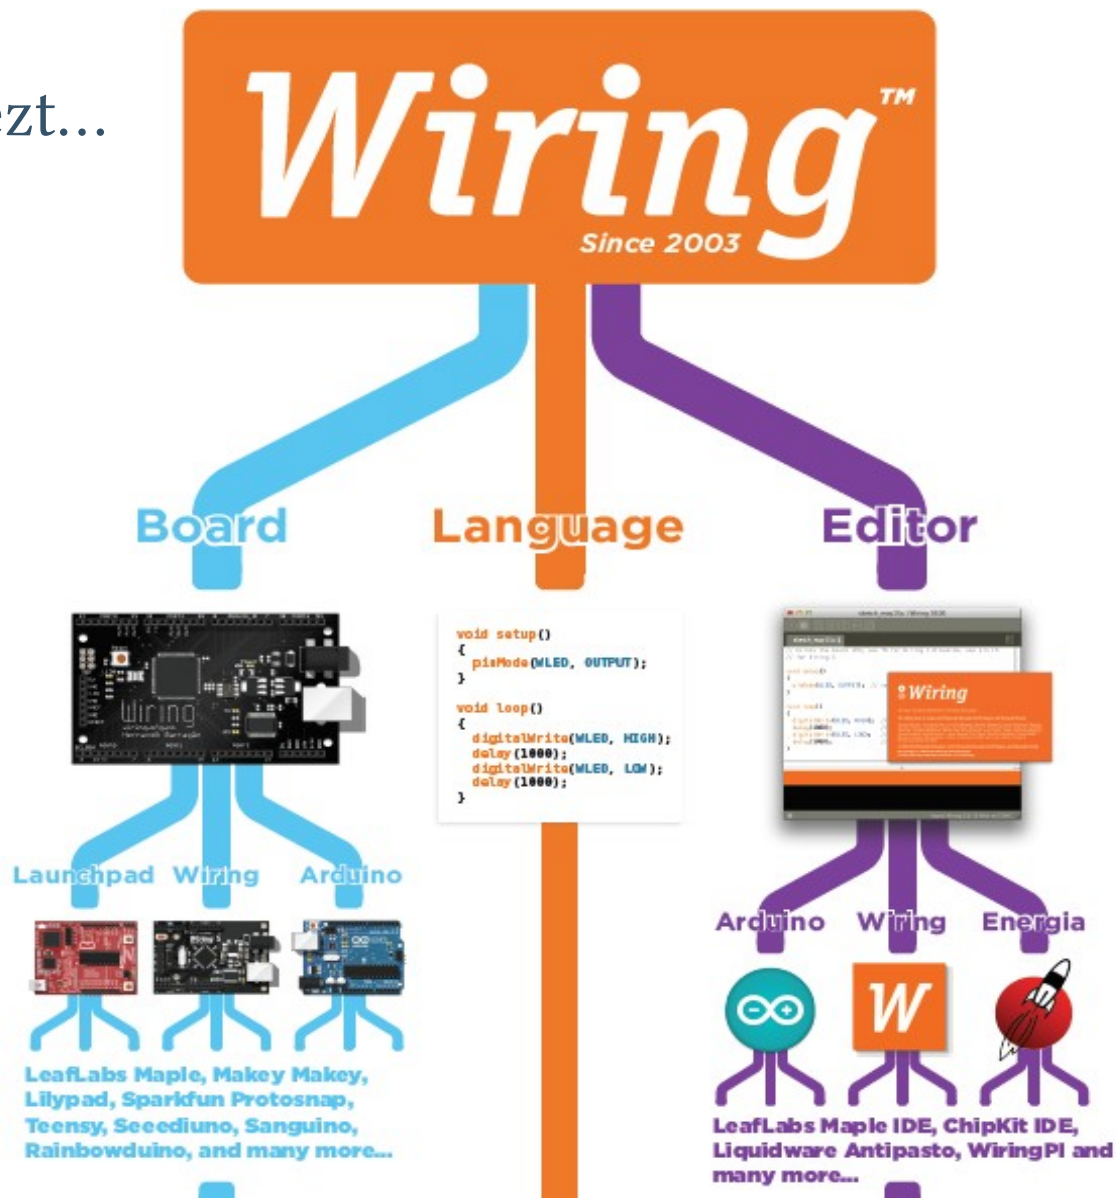 ezt...
Wiring™
Since 2003
Board
Language
Editor
void setup()
{
pinMode(WLED, OUTPUT);
}
void loop()
{
digitalWrite(WLED, HIGH);
delay(1000);
digitalWrite(WLED, LOW);
delay(1000);
}
Wiring
Wiring
Launchpad Wiring Arduino
Arduino Wiring Energia
W
LeafLabs Maple, Makey Makey,
Lilypad, Sparkfun Protosnap,
Teensy, Seeediuno, Sanguino,
Rainbowduino, and many more...
LeafLabs Maple IDE, ChipKit IDE,
Liquidware Antipasto, WiringPI and
many more...